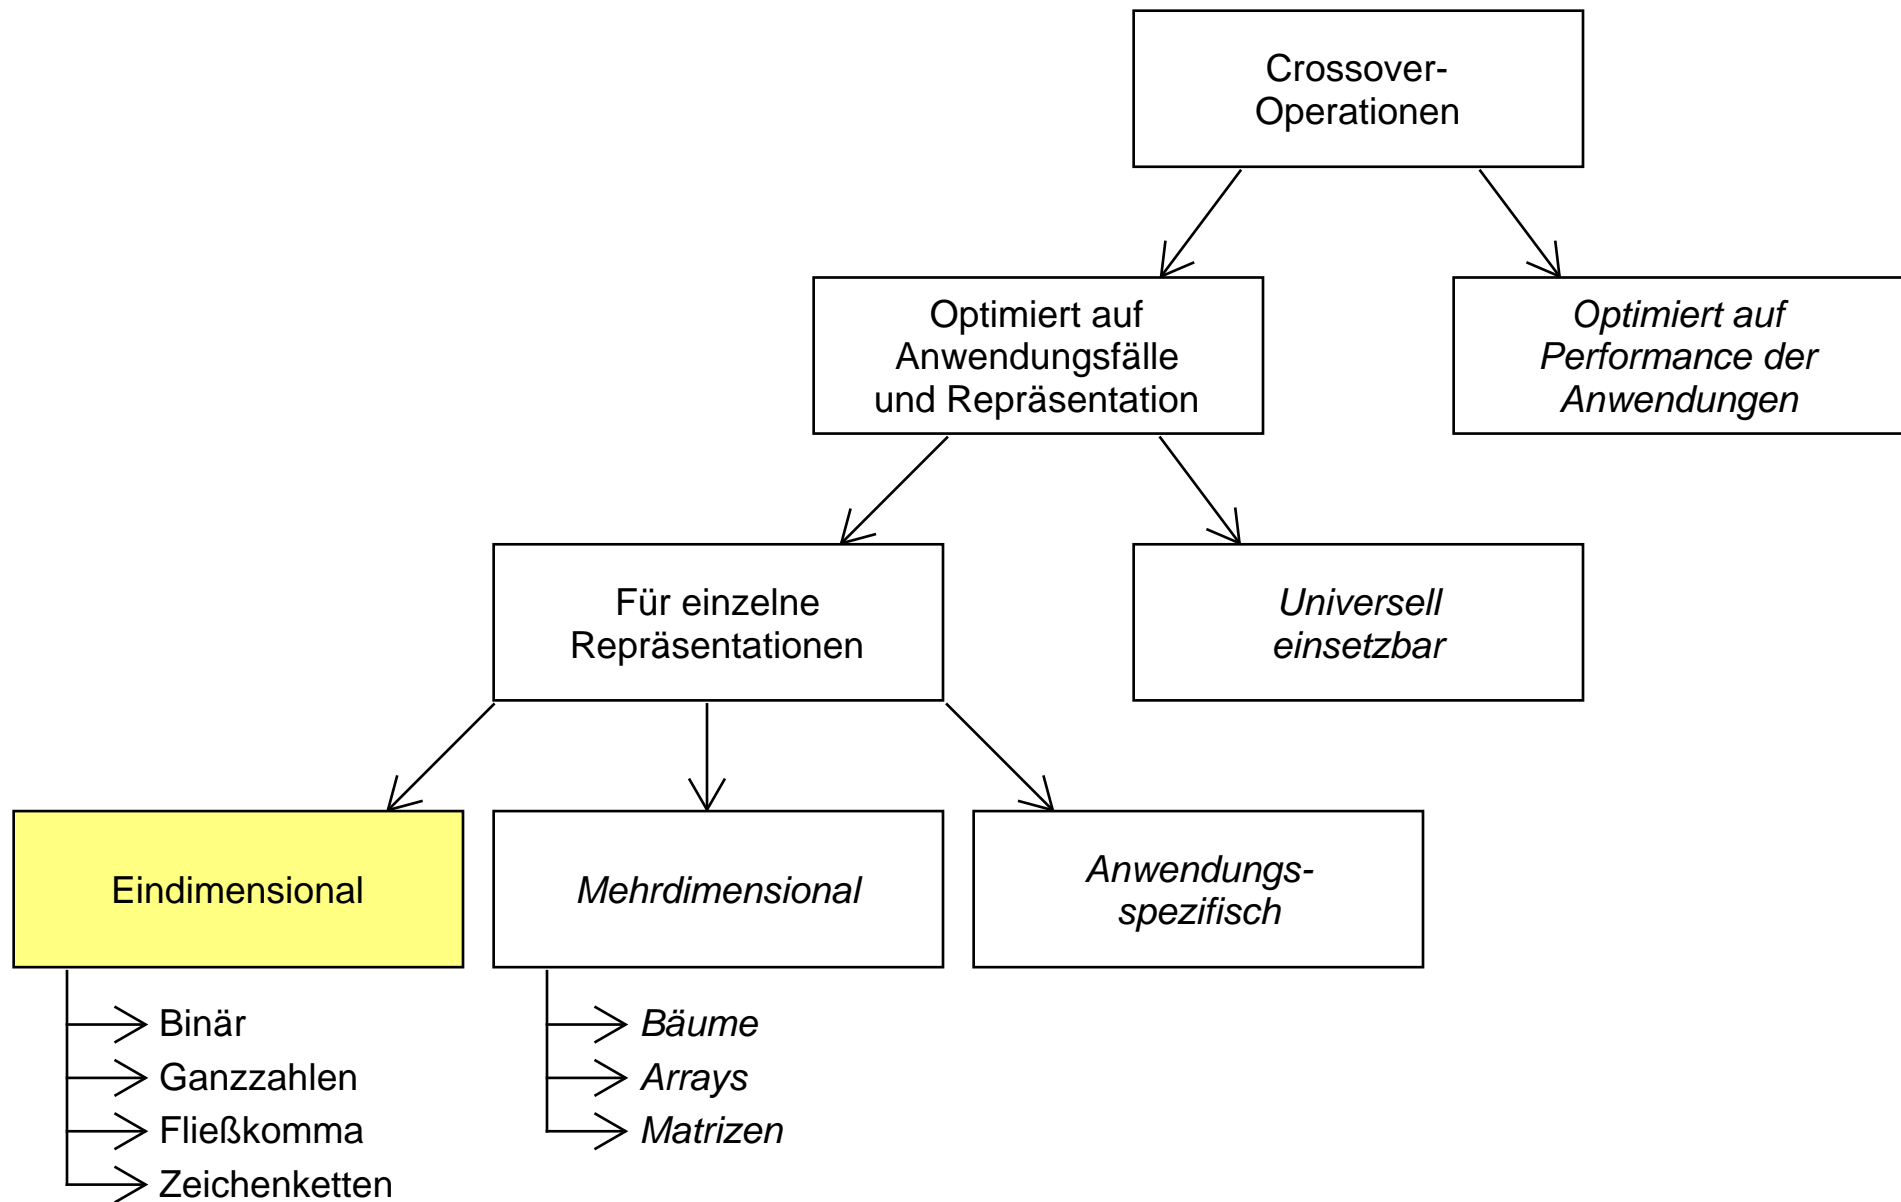 Crossover-
Operationen
Optimiert auf
Anwendungsfälle
und Repräsentation
Optimiert auf
Performance der
Anwendungen
Für einzelne
Repräsentationen
Universell
einsetzbar
Eindimensional
Mehrdimensional
Anwendungs-
spezifisch
Binär
Ganzzahlen
Fließkomma
Zeichenketten
Bäume
Arrays
Matrizen